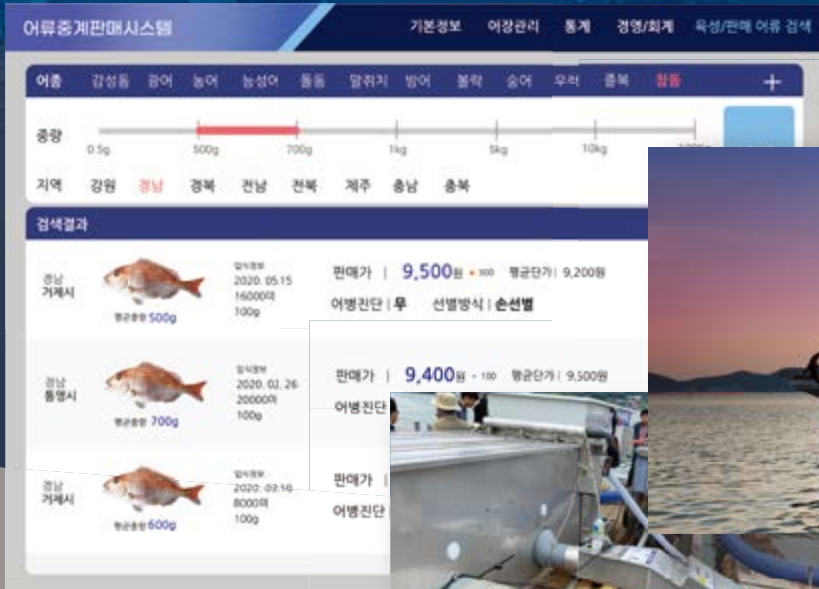 어류중계판매시스템
기본정보 어장관리 통계 경영/회계 육성/판매 어류 검색
어종 감성돔 광어 농어 능성어 돌돔 말쥐치 방어 볼락 숭어 우럭 참돔 +
중량
0.5g 500g 700g 1kg 5kg 10kg
지역 강원 경남 경북 전남 전북 제주 충남 충북
검색결과
경남
거제시
평균중량 500g
입식정보
2020. 05.15
16000미
100g
판매가 | 9,500원 300 평균단가 | 9,200원
어병진단 | 무 선별방식 | 손선별
경남
통영시
평균중량 700g
입식정보
2020. 02. 26
20000미
100g
판매가 | 9,400원 - 100 평균단가 | 9,500원
어병진단
경남
거제시
평균중량 600g
입식정보
8000미
100g
판매가 |
어병진단